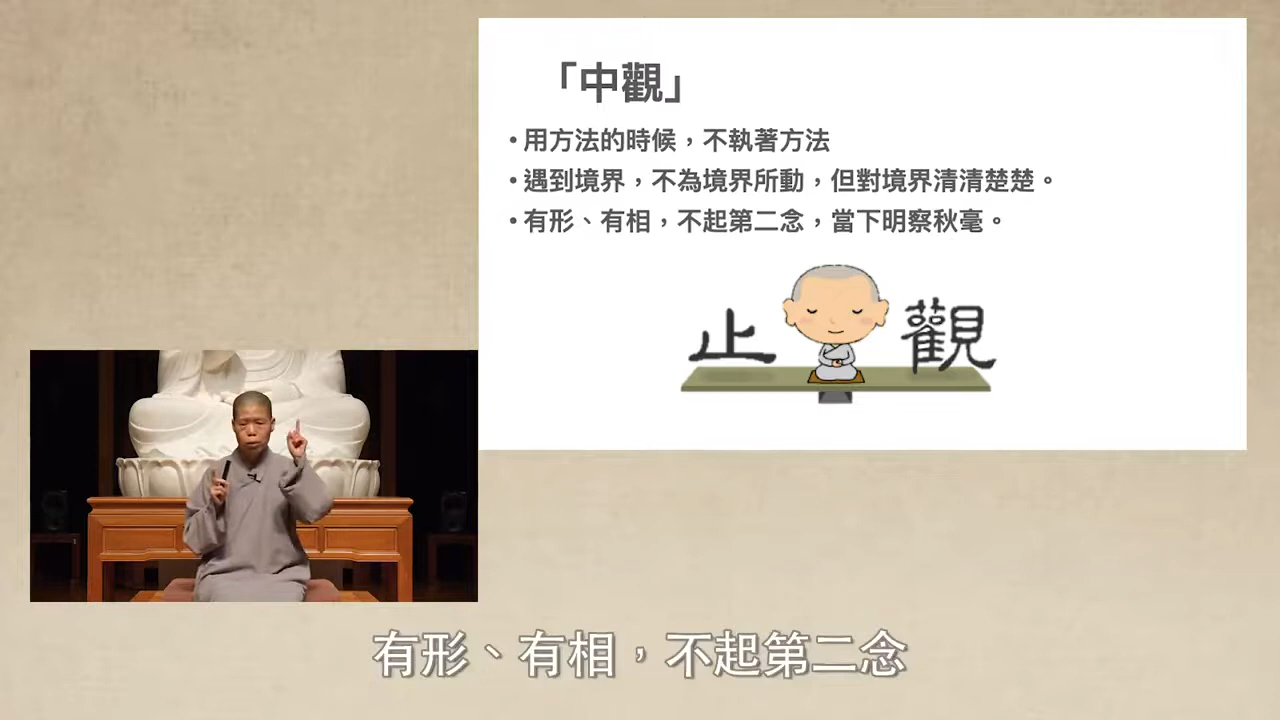 「中觀」
•用方法的時候，不執著方法
•遇到境界，不為境界所動，但對境界清清楚楚。
•有形、有相，不起第二念，當下明察秋毫。
止 觀
有形、有相，不起第二念